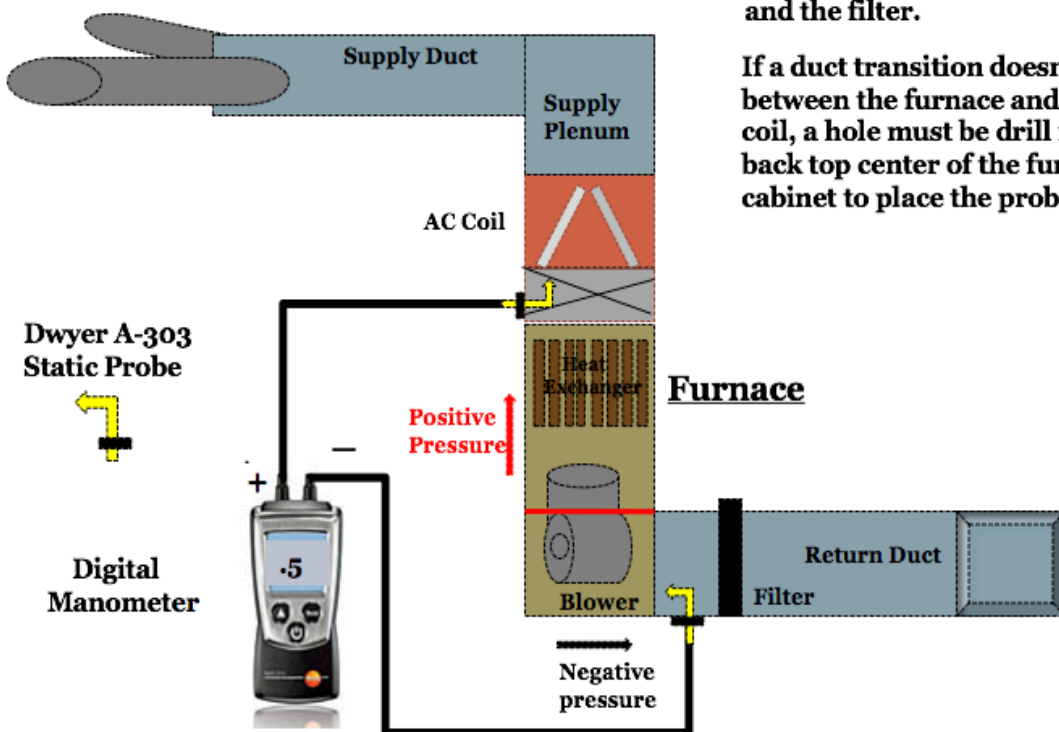 and the filter.
If a duct transition doesn
between the furnace and
coil, a hole must be drill
back top center of the fur
cabinet to place the prob
Supply Duct
Supply
Plenum
AC Coil
Dwyer A-303
Static Probe
Heat
Exchanger
Furnace
Positive
Pressure
+
–
.5
Digital
Manometer
Return Duct
Blower
Filter
Negative
pressure